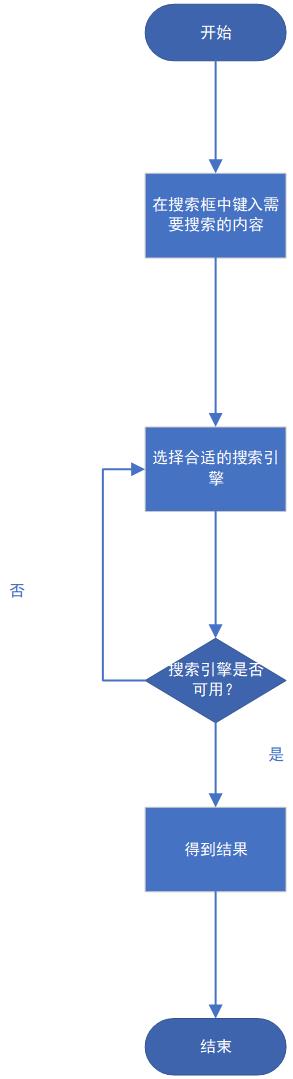 开始
在搜索框中键入需
要搜索的内容
选择合适的搜索引
擎
否
搜索引擎是否
可用？
是
得到结果
结束